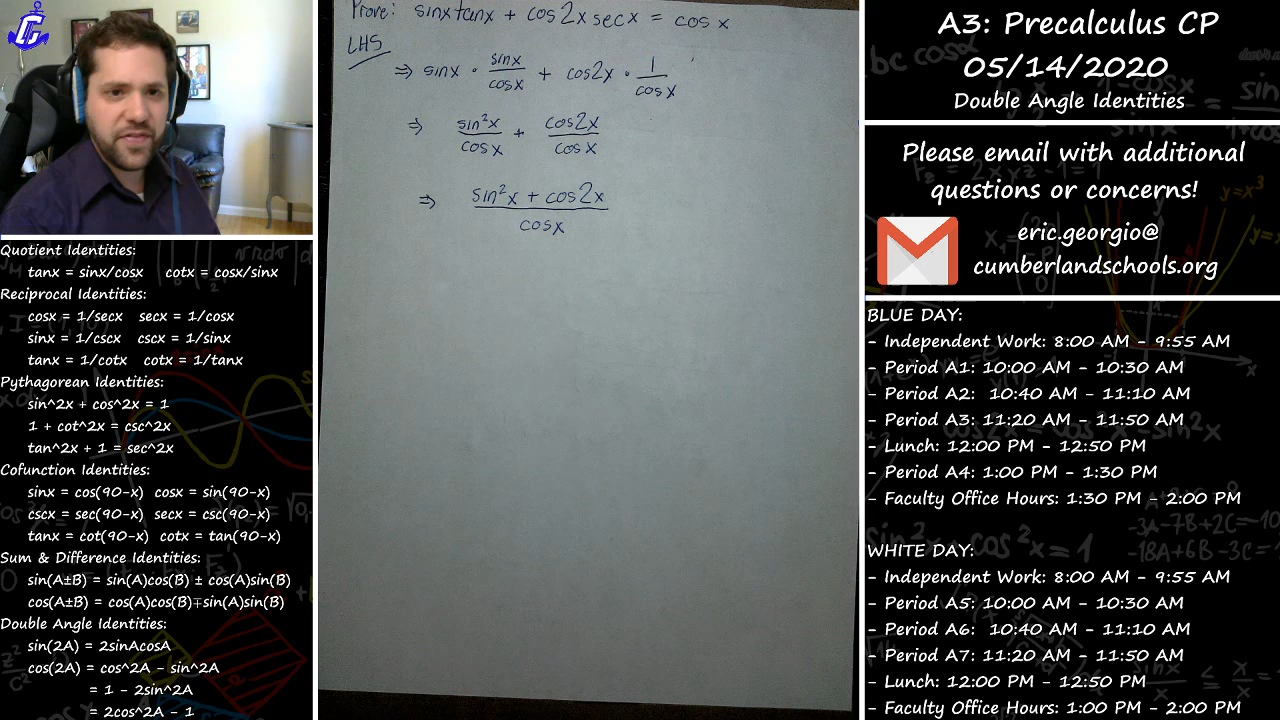 Prove: sinxtanx + cos2xsecx = cosx
LHS
⇒ sinx · sinx/cosx + cos2x · 1/cosx
⇒ sin²x/cosx + cos2x/cosx
⇒ sin²x + cos2x
cosx
Quotient Identities:
tanx = sinx/cosx cotx = cosx/sinx
Reciprocal Identities:
cosx = 1/secx secx = 1/cosx
sinx = 1/cscx cscx = 1/sinx
tanx = 1/cotx cotx = 1/tanx
Pythagorean Identities:
sin^2x + cos^2x = 1
1 + cot^2x = csc^2x
tan^2x + 1 = sec^2x
Cofunction Identities:
sinx = cos(90-x) cosx = sin(90-x)
cscx = sec(90-x) secx = csc(90-x)
tanx = cot(90-x) cotx = tan(90-x)
Sum & Difference Identities:
sin(A±B) = sin(A)cos(B) ± cos(A)sin(B)
cos(A±B) = cos(A)cos(B)∓sin(A)sin(B)
Double Angle Identities:
sin(2A) = 2sinAcosA
cos(2A) = cos^2A - sin^2A
= 1 - 2sin^2A
= 2cos^2A - 1
A3: Precalculus CP
05/14/2020
Double Angle Identities
Please email with additional
questions or concerns!
eric.georgio@
cumberlandschools.org
BLUE DAY:
- Independent Work: 8:00 AM - 9:55 AM
- Period A1: 10:00 AM - 10:30 AM
- Period A2: 10:40 AM - 11:10 AM
- Period A3: 11:20 AM - 11:50 AM
- Lunch: 12:00 PM - 12:50 PM
- Period A4: 1:00 PM - 1:30 PM
- Faculty Office Hours: 1:30 PM - 2:00 PM
WHITE DAY:
- Independent Work: 8:00 AM - 9:55 AM
- Period A5: 10:00 AM - 10:30 AM
- Period A6: 10:40 AM - 11:10 AM
- Period A7: 11:20 AM - 11:50 AM
- Lunch: 12:00 PM - 12:50 PM
- Faculty Office Hours: 1:00 PM - 2:00 PM